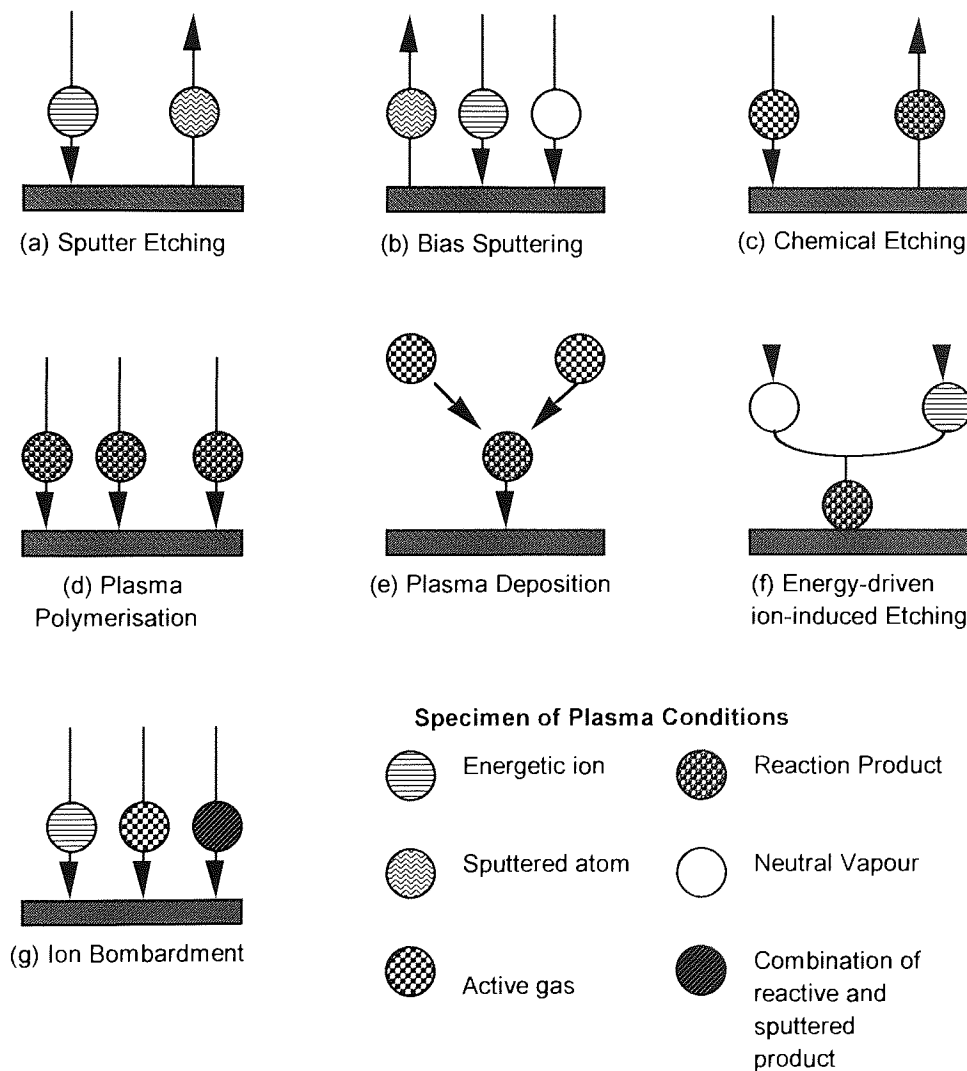 (a) Sputter Etching
(b) Bias Sputtering
(c) Chemical Etching
(d) Plasma
Polymerisation
(e) Plasma Deposition
(f) Energy-driven
ion-induced Etching
(g) Ion Bombardment
Specimen of Plasma Conditions
Energetic ion
Reaction Product
Sputtered atom
Neutral Vapour
Active gas
Combination of
reactive and
sputtered
product